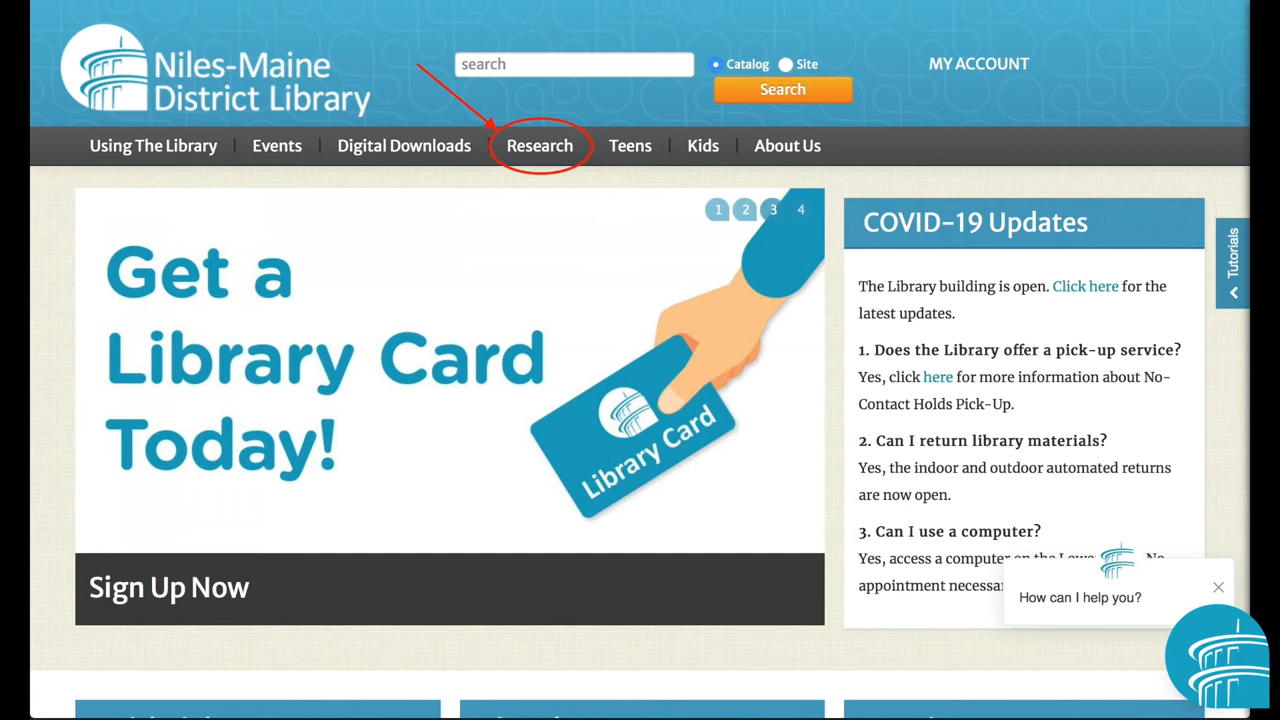 Niles-Maine
District Library
search
Catalog Site
Search
MY ACCOUNT
Using The Library Events Digital Downloads Research Teens Kids About Us
1 2 3 4
Get a
Library Card
Today!
Library Card
Sign Up Now
COVID-19 Updates
The Library building is open. Click here for the
latest updates.
1. Does the Library offer a pick-up service?
Yes, click here for more information about No-
Contact Holds Pick-Up.
2. Can I return library materials?
Yes, the indoor and outdoor automated returns
are now open.
3. Can I use a computer?
Yes, access a computer on the No
appointment
How can I help you?
Tutorials